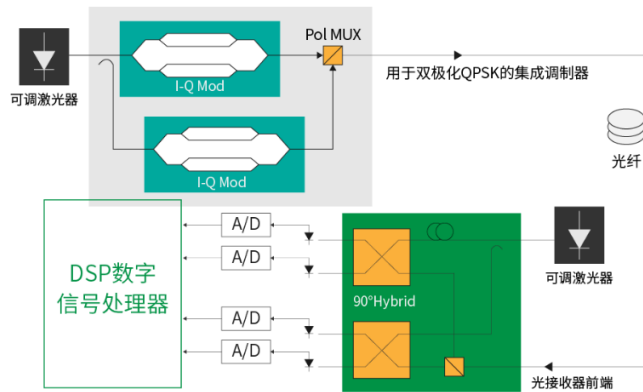 Pol MUX
I-Q Mod
用于双极化QPSK的集成调制器
可调激光器
光纤
I-Q Mod
A/D
A/D
DSP数字
信号处理器
90°Hybrid
可调激光器
A/D
A/D
光接收器前端